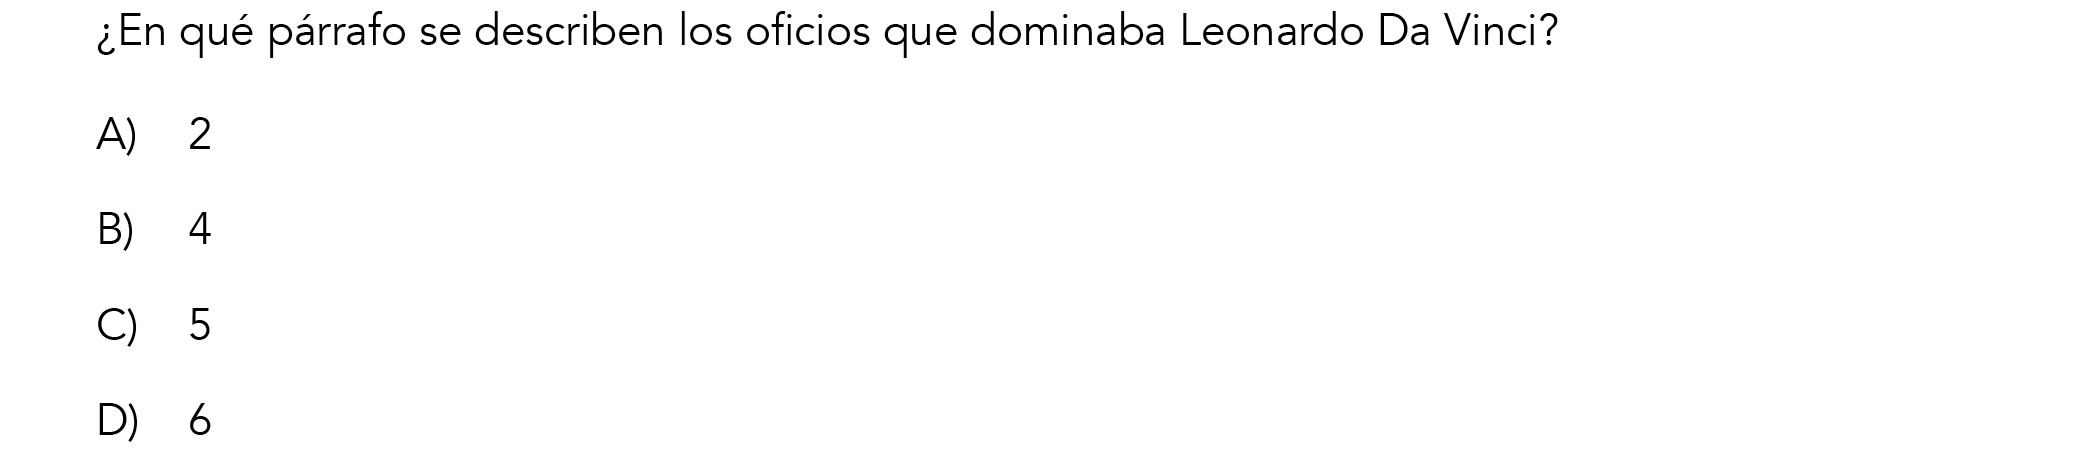 ¿En qué párrafo se describen los oficios que dominaba Leonardo Da Vinci?
A) 2
B) 4
C) 5
D) 6